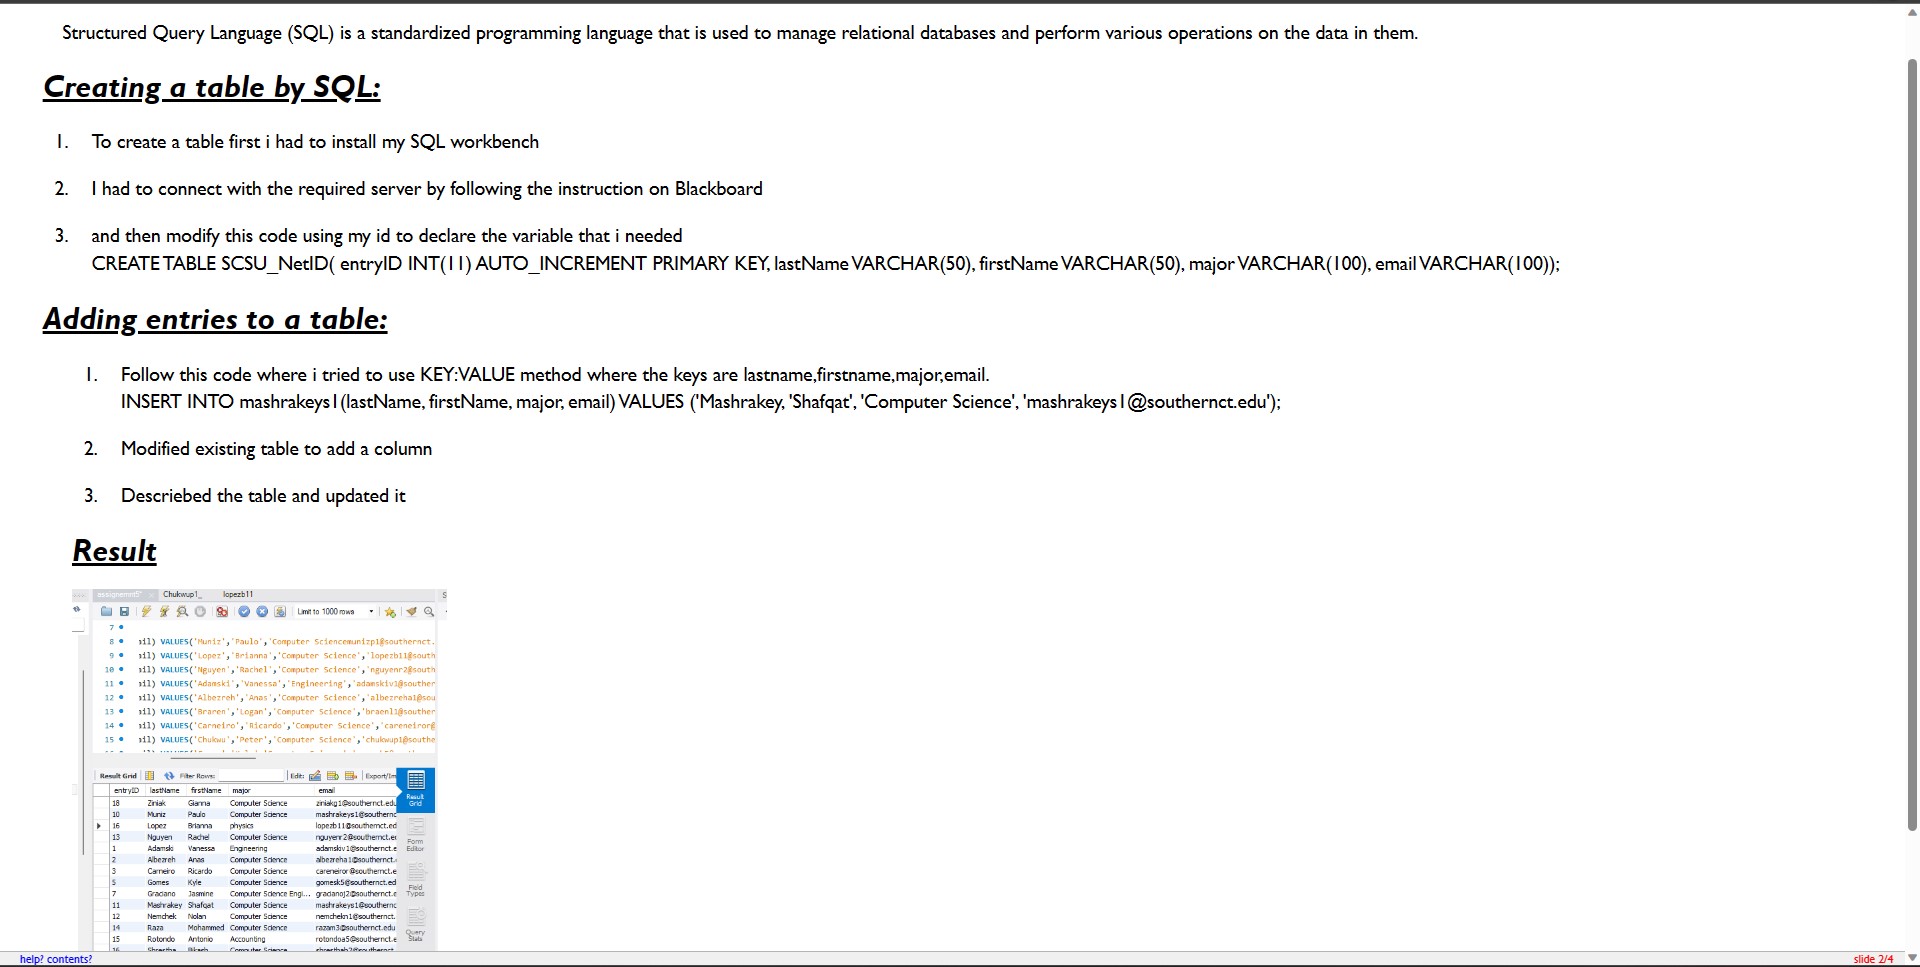 Structured Query Language (SQL) is a standardized programming language that is used to manage relational databases and perform various operations on the data in them.
Creating a table by SQL:
1. To create a table first i had to install my SQL workbench
2. I had to connect with the required server by following the instruction on Blackboard
3. and then modify this code using my id to declare the variable that i needed
CREATE TABLE SCSU_NetID( entryID INT(11) AUTO_INCREMENT PRIMARY KEY, lastName VARCHAR(50), firstName VARCHAR(50), major VARCHAR(100), email VARCHAR(100));
Adding entries to a table:
1. Follow this code where i tried to use KEY:VALUE method where the keys are lastname,firstname,major,email.
INSERT INTO mashrakeys1(lastName, firstName, major, email) VALUES ('Mashrakey, 'Shafqat', 'Computer Science', 'mashrakeys1@southernct.edu');
2. Modified existing table to add a column
3. Descriebed the table and updated it
Result
Chukwup1_ lopezb11
Limit to 1000 rows
7
8 ail) VALUES('Muniz','Paulo','Computer Sciencemunizp1@southernct.
9 ail) VALUES('Lopez','Brianna','Computer Science','lopezb11@south
10 ail) VALUES('Nguyen','Rachel','Computer Science','nguyenr2@south
11 ail) VALUES('Adamski','Vanessa','Engineering','adamskiv1@souther
12 ail) VALUES('Albezreh','Anas','Computer Science','albezreha1@sou
13 ail) VALUES('Braren','Logan','Computer Science','braenl1@souther
14 ail) VALUES('Carneiro','Ricardo','Computer Science','careneiror@
15 ail) VALUES('Chukwu','Peter','Computer Science','chukwup1@southe
Result Grid Filter Rows: Edit: Export/Im
entryID lastName firstName major email
18 Ziniak Gianna Computer Science ziniakg1@southernct.edu
10 Muniz Paulo Computer Science mashrakeys1@southernc
16 Lopez Brianna physics lopezb11@southernct.ed
13 Nguyen Rachel Computer Science nguyenr2@southernct.e
1 Adamski Vanessa Engineering adamskiv1@southernct.e
2 Albezreh Anas Computer Science albezreha1@southernct.
3 Carneiro Ricardo Computer Science careneiror@southernct.e
5 Gomes Kyle Computer Science gomesk5@southernct.ed
7 Graciano Jasmine Computer Science Engi... gracianoj2@southernct.e
11 Mashrakey Shafqat Computer Science mashrakeys1@southernc
12 Nemchek Nolan Computer Science nemchekn1@southernct.
14 Raza Mohammed Computer Science razam3@southernct.edu
15 Rotondo Antonio Accounting rotondoa5@southernct.e
Result Grid
Form Editor
Field Types
Query Stats
help? contents?
slide 2/4